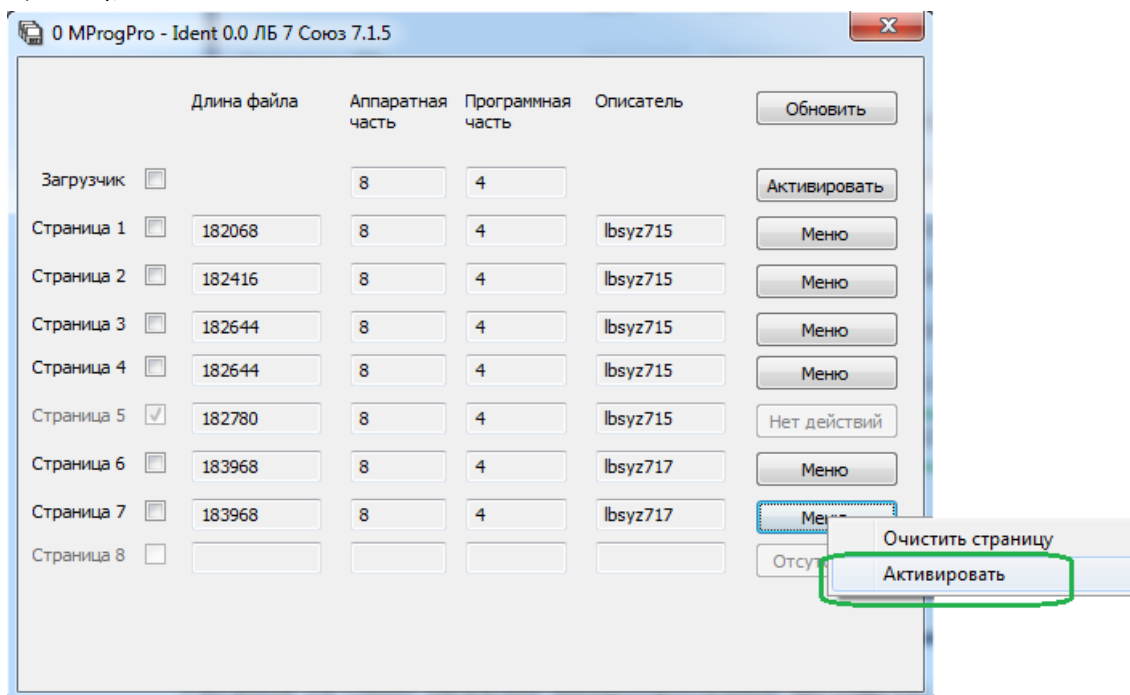 0 MProgPro - Ident 0.0 ЛБ 7 Союз 7.1.5
Длина файла Аппаратная часть Программная часть Описатель Обновить
Загрузчик 8 4 Активировать
Страница 1 182068 8 4 lbsyz715 Меню
Страница 2 182416 8 4 lbsyz715 Меню
Страница 3 182644 8 4 lbsyz715 Меню
Страница 4 182644 8 4 lbsyz715 Меню
Страница 5 182780 8 4 lbsyz715 Нет действий
Страница 6 183968 8 4 lbsyz717 Меню
Страница 7 183968 8 4 lbsyz717 Меню
Очистить страницу
Страница 8
Активировать